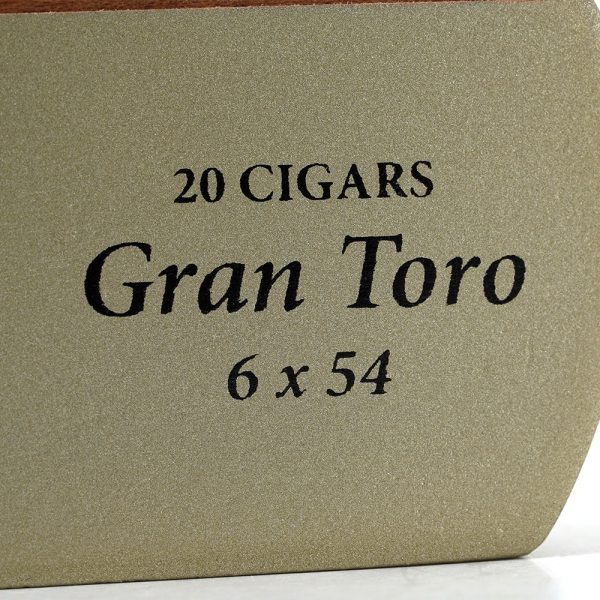 20 CIGARS
Gran Toro
6 x 54